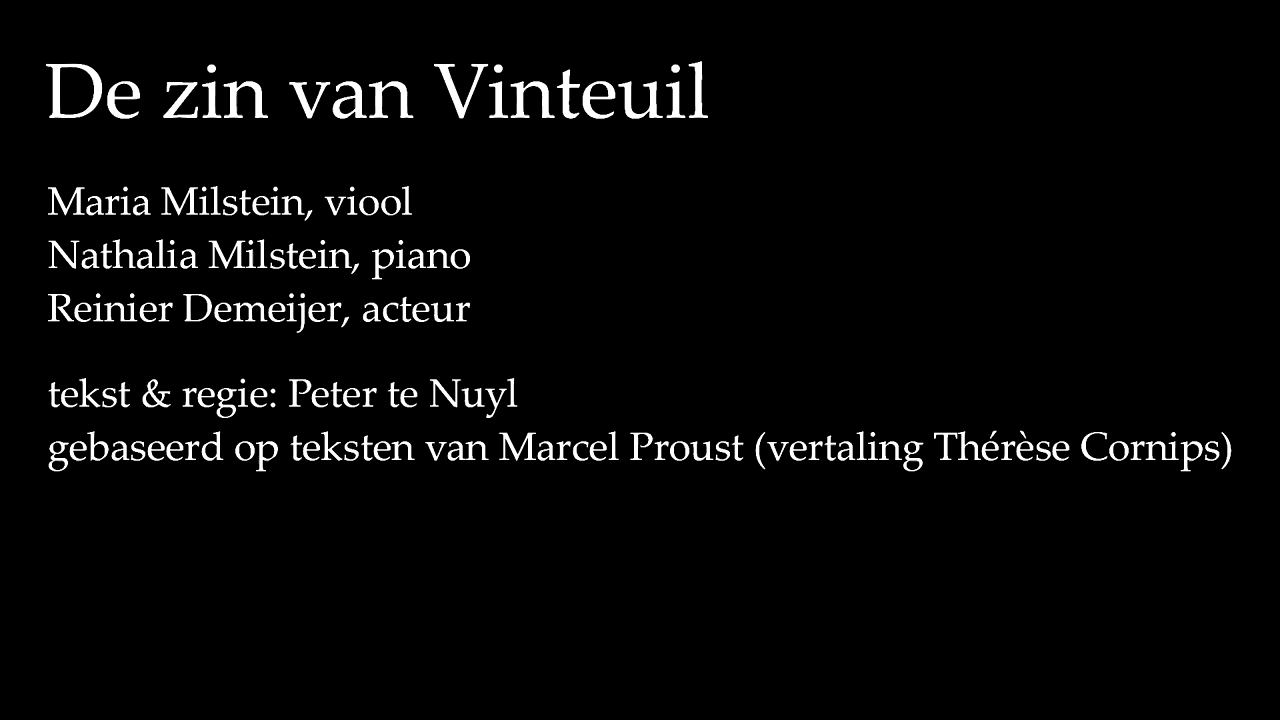 De zin van Vinteuil
Maria Milstein, viool
Nathalia Milstein, piano
Reinier Demeijer, acteur
tekst & regie: Peter te Nuyl
gebaseerd op teksten van Marcel Proust (vertaling Thérèse Cornips)